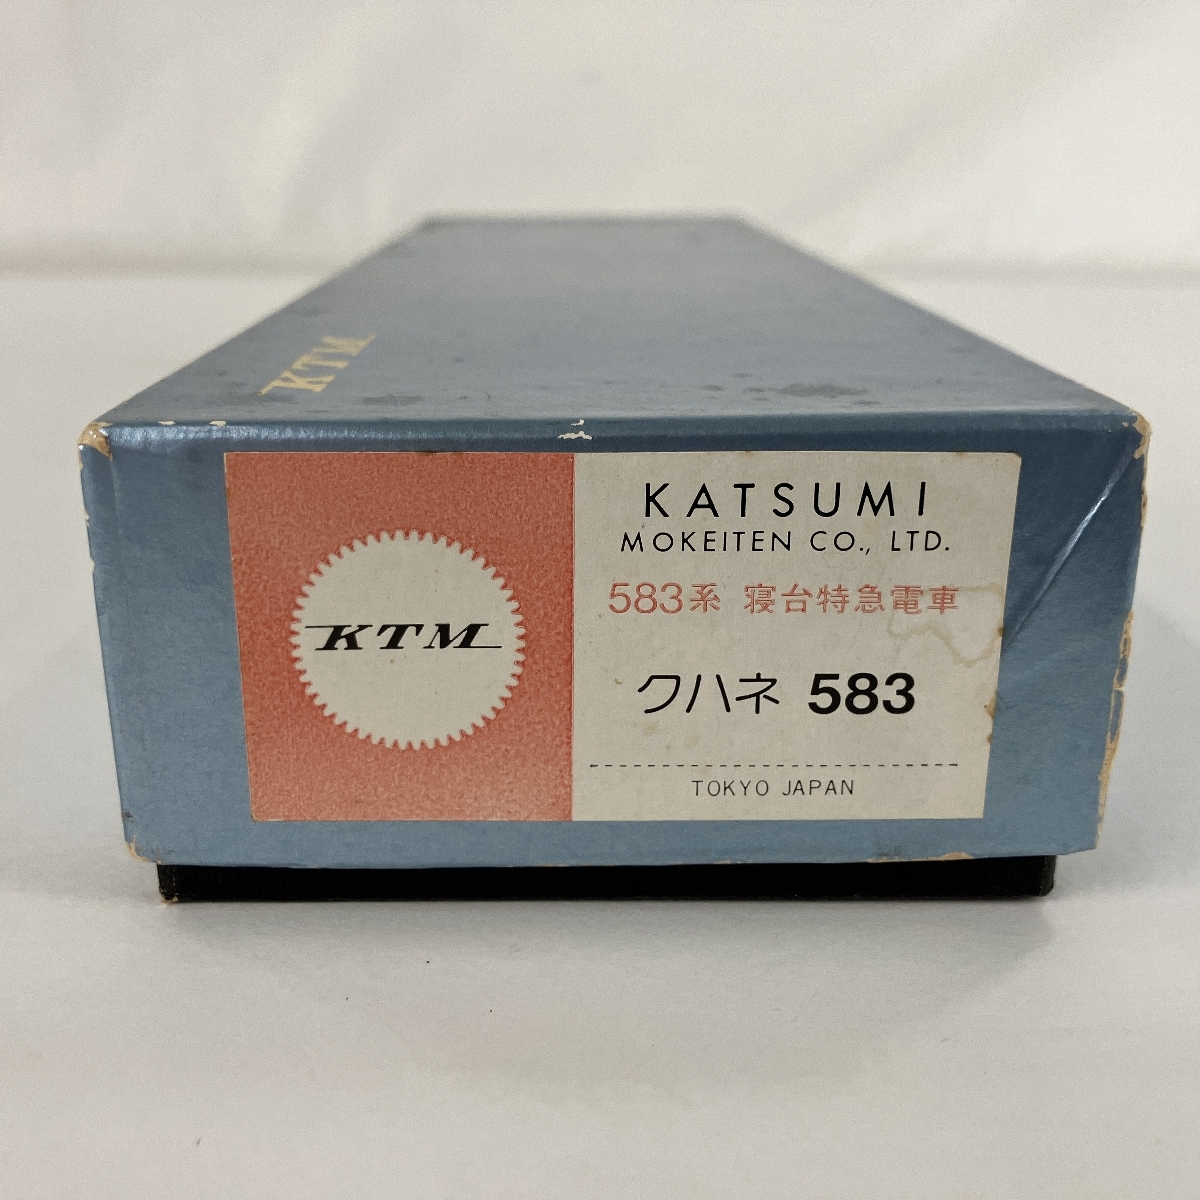 KTM
KTM
KATSUMI
MOKEITEN CO., LTD.
583系 寝台特急電車
クハネ 583
TOKYO JAPAN